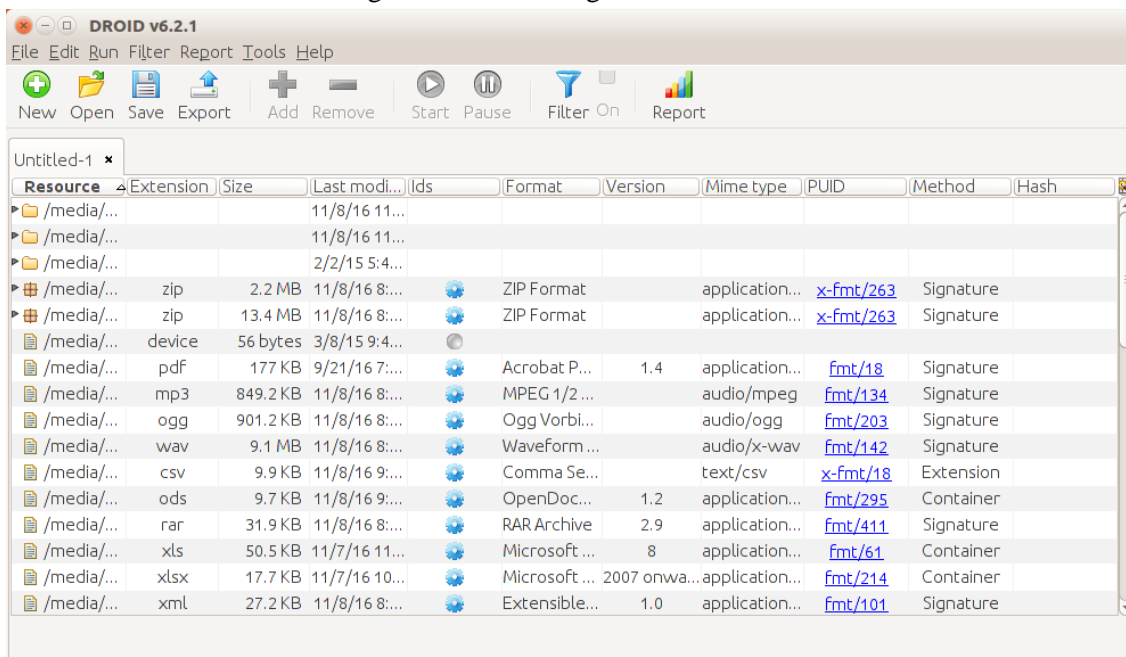 DROID v6.2.1
File Edit Run Filter Report Tools Help
New Open Save Export Add Remove Start Pause Filter On Report
Untitled-1
Resource Extension Size Last modi... Ids Format Version Mime type PUID Method Hash
/media/... 11/8/16 11...
/media/... 11/8/16 11...
/media/... 2/2/15 5:4...
/media/... zip 2.2 MB 11/8/16 8:... ZIP Format application... x-fmt/263 Signature
/media/... zip 13.4 MB 11/8/16 8:... ZIP Format application... x-fmt/263 Signature
/media/... device 56 bytes 3/8/15 9:4...
/media/... pdf 177 KB 9/21/16 7:... Acrobat P... 1.4 application... fmt/18 Signature
/media/... mp3 849.2 KB 11/8/16 8:... MPEG 1/2 ... audio/mpeg fmt/134 Signature
/media/... ogg 901.2 KB 11/8/16 8:... Ogg Vorbi... audio/ogg fmt/203 Signature
/media/... wav 9.1 MB 11/8/16 8:... Waveform ... audio/x-wav fmt/142 Signature
/media/... csv 9.9 KB 11/8/16 9:... Comma Se... text/csv x-fmt/18 Extension
/media/... ods 9.7 KB 11/8/16 9:... OpenDoc... 1.2 application... fmt/295 Container
/media/... rar 31.9 KB 11/8/16 8:... RAR Archive 2.9 application... fmt/411 Signature
/media/... xls 50.5 KB 11/7/16 11... Microsoft ... 8 application... fmt/61 Container
/media/... xlsx 17.7 KB 11/7/16 10... Microsoft ... 2007 onwa... application... fmt/214 Container
/media/... xml 27.2 KB 11/8/16 8:... Extensible... 1.0 application... fmt/101 Signature